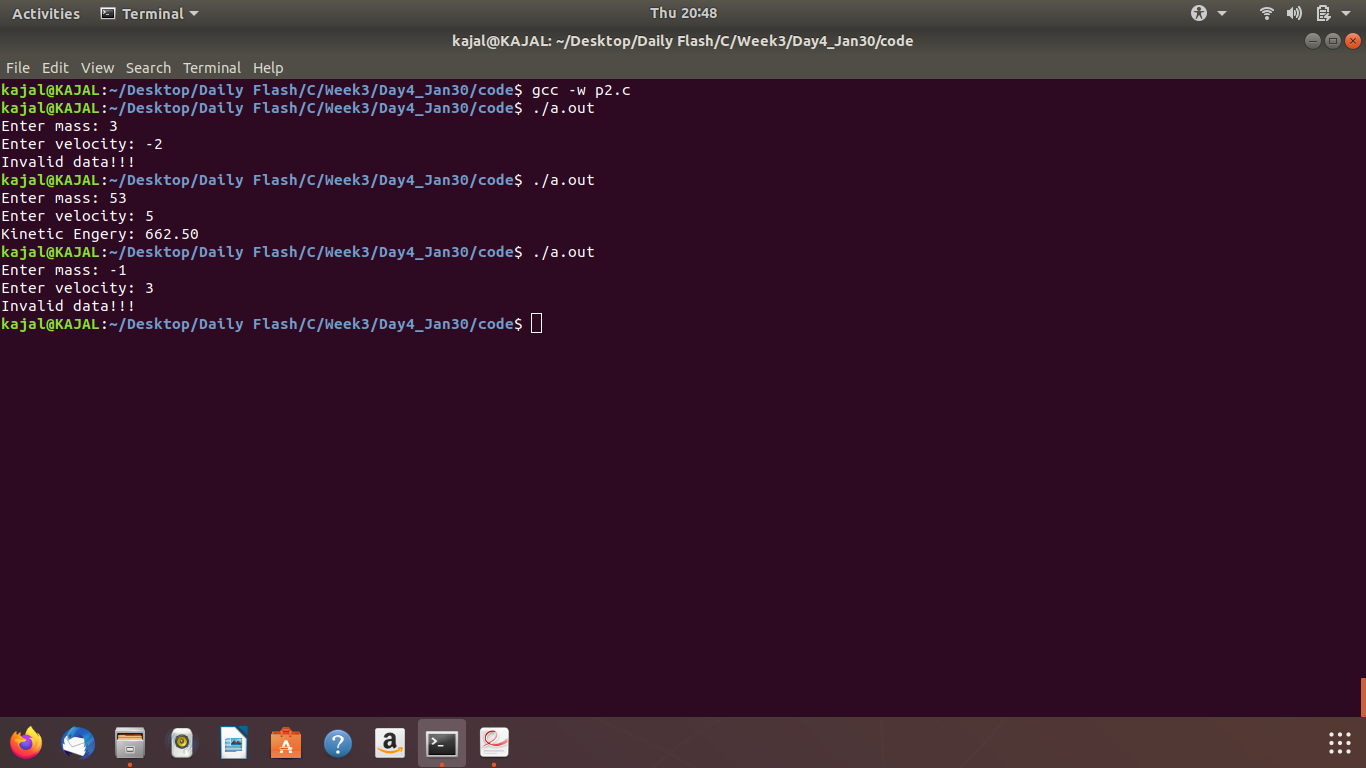 Activities Terminal Thu 20:48
kajal@KAJAL: ~/Desktop/Daily Flash/C/Week3/Day4_Jan30/code
File Edit View Search Terminal Help
kajal@KAJAL:~/Desktop/Daily Flash/C/Week3/Day4_Jan30/code$ gcc -w p2.c
kajal@KAJAL:~/Desktop/Daily Flash/C/Week3/Day4_Jan30/code$ ./a.out
Enter mass: 3
Enter velocity: -2
Invalid data!!!
kajal@KAJAL:~/Desktop/Daily Flash/C/Week3/Day4_Jan30/code$ ./a.out
Enter mass: 53
Enter velocity: 5
Kinetic Engery: 662.50
kajal@KAJAL:~/Desktop/Daily Flash/C/Week3/Day4_Jan30/code$ ./a.out
Enter mass: -1
Enter velocity: 3
Invalid data!!!
kajal@KAJAL:~/Desktop/Daily Flash/C/Week3/Day4_Jan30/code$